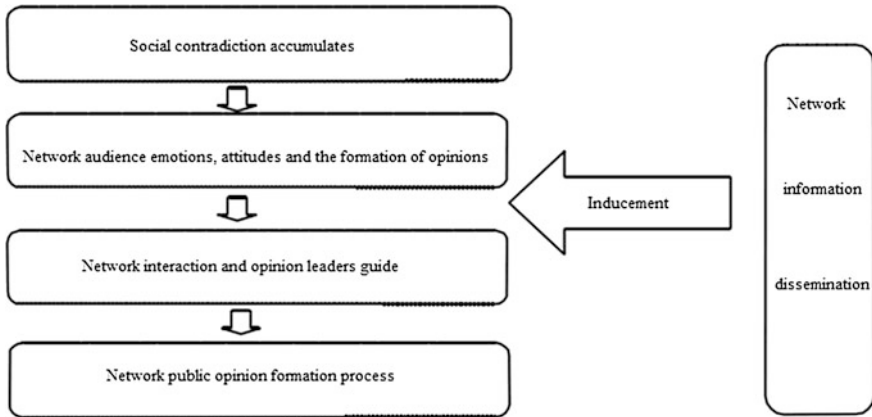 Social contradiction accumulates
Network audience emotions, attitudes and the formation of opinions
Network interaction and opinion leaders guide
Network public opinion formation process
Inducement
Network
information
dissemination